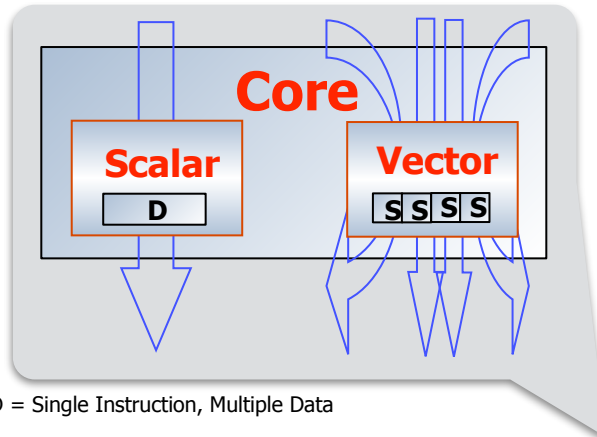 Core
Scalar
Vector
D
S S S S
= Single Instruction, Multiple Data